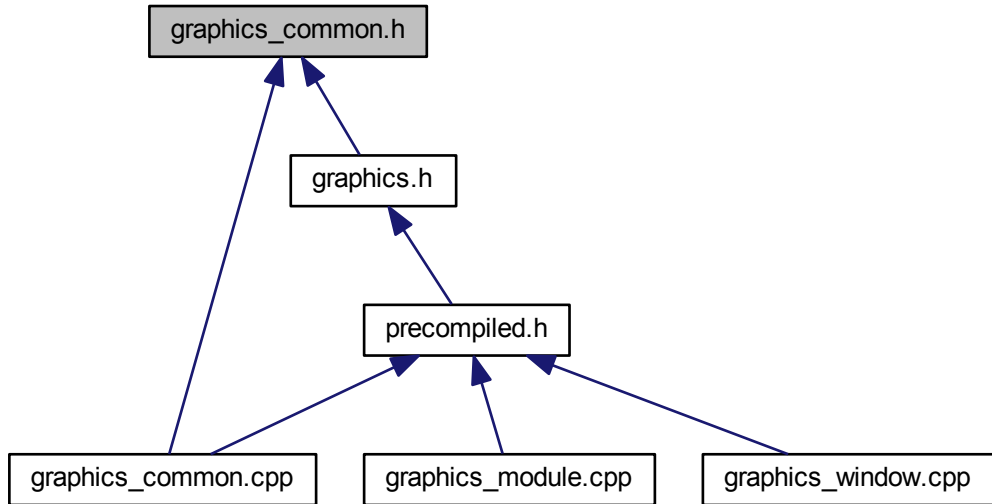 graphics_common.h
graphics.h
precompiled.h
graphics_common.cpp
graphics_module.cpp
graphics_window.cpp